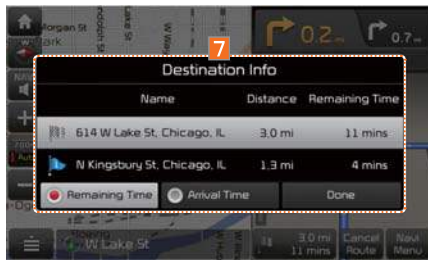 Morgan St
ark
0.2
0.7
7
Destination Info
Name Distance Remaining Time
614 W Lake St, Chicago, IL 3.0 mi 11 mins
1 N Kingsbury St, Chicago, IL 1.3 mi 4 mins
Remaining Time Arrival Time Done
W Lake St 3.0 mi 11 mins Cancel Route Navi Menu